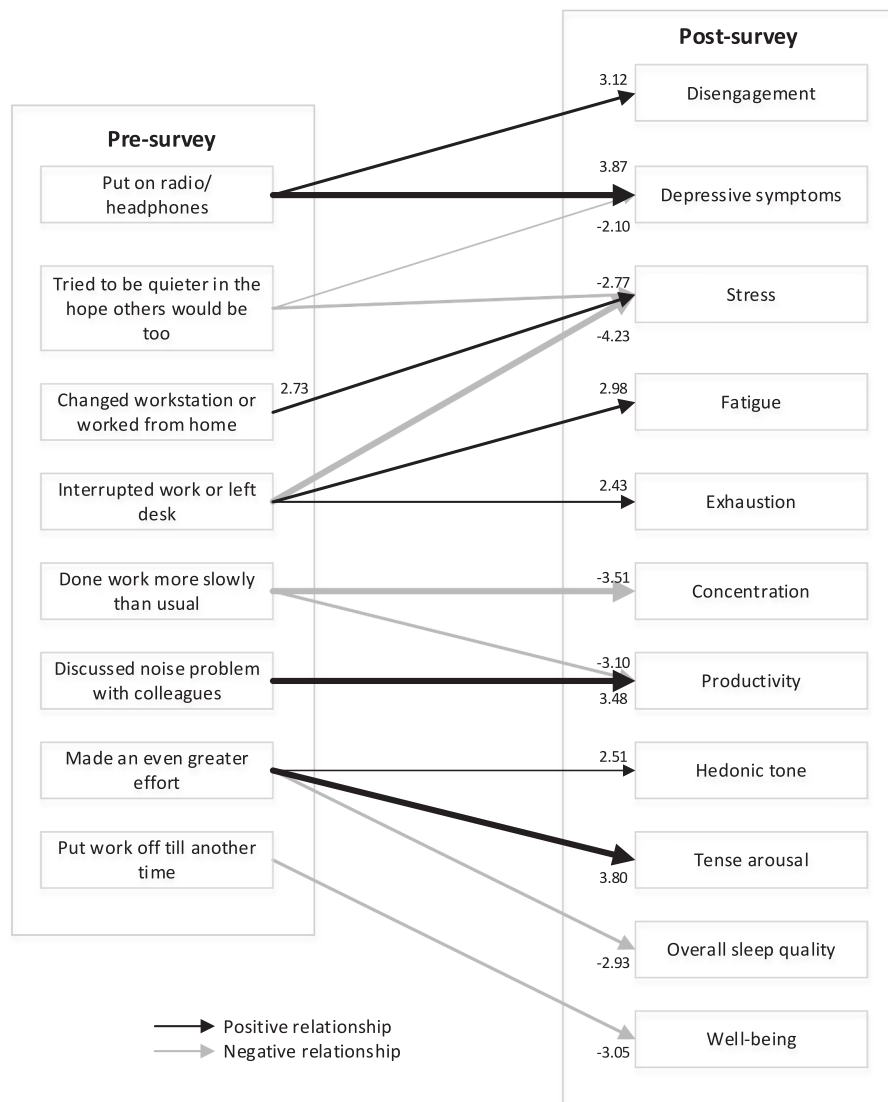 Pre-survey
Put on radio/
headphones
Tried to be quieter in the
hope others would be
too
Changed workstation or
worked from home
2.73
Interrupted work or left
desk
Done work more slowly
than usual
Discussed noise problem
with colleagues
Made an even greater
effort
Put work off till another
time
Post-survey
3.12
Disengagement
3.87
Depressive symptoms
-2.10
-2.77
Stress
-4.23
2.98
Fatigue
2.43
Exhaustion
-3.51
Concentration
-3.10
Productivity
3.48
2.51
Hedonic tone
Tense arousal
3.80
Overall sleep quality
-2.93
Well-being
-3.05
Positive relationship
Negative relationship